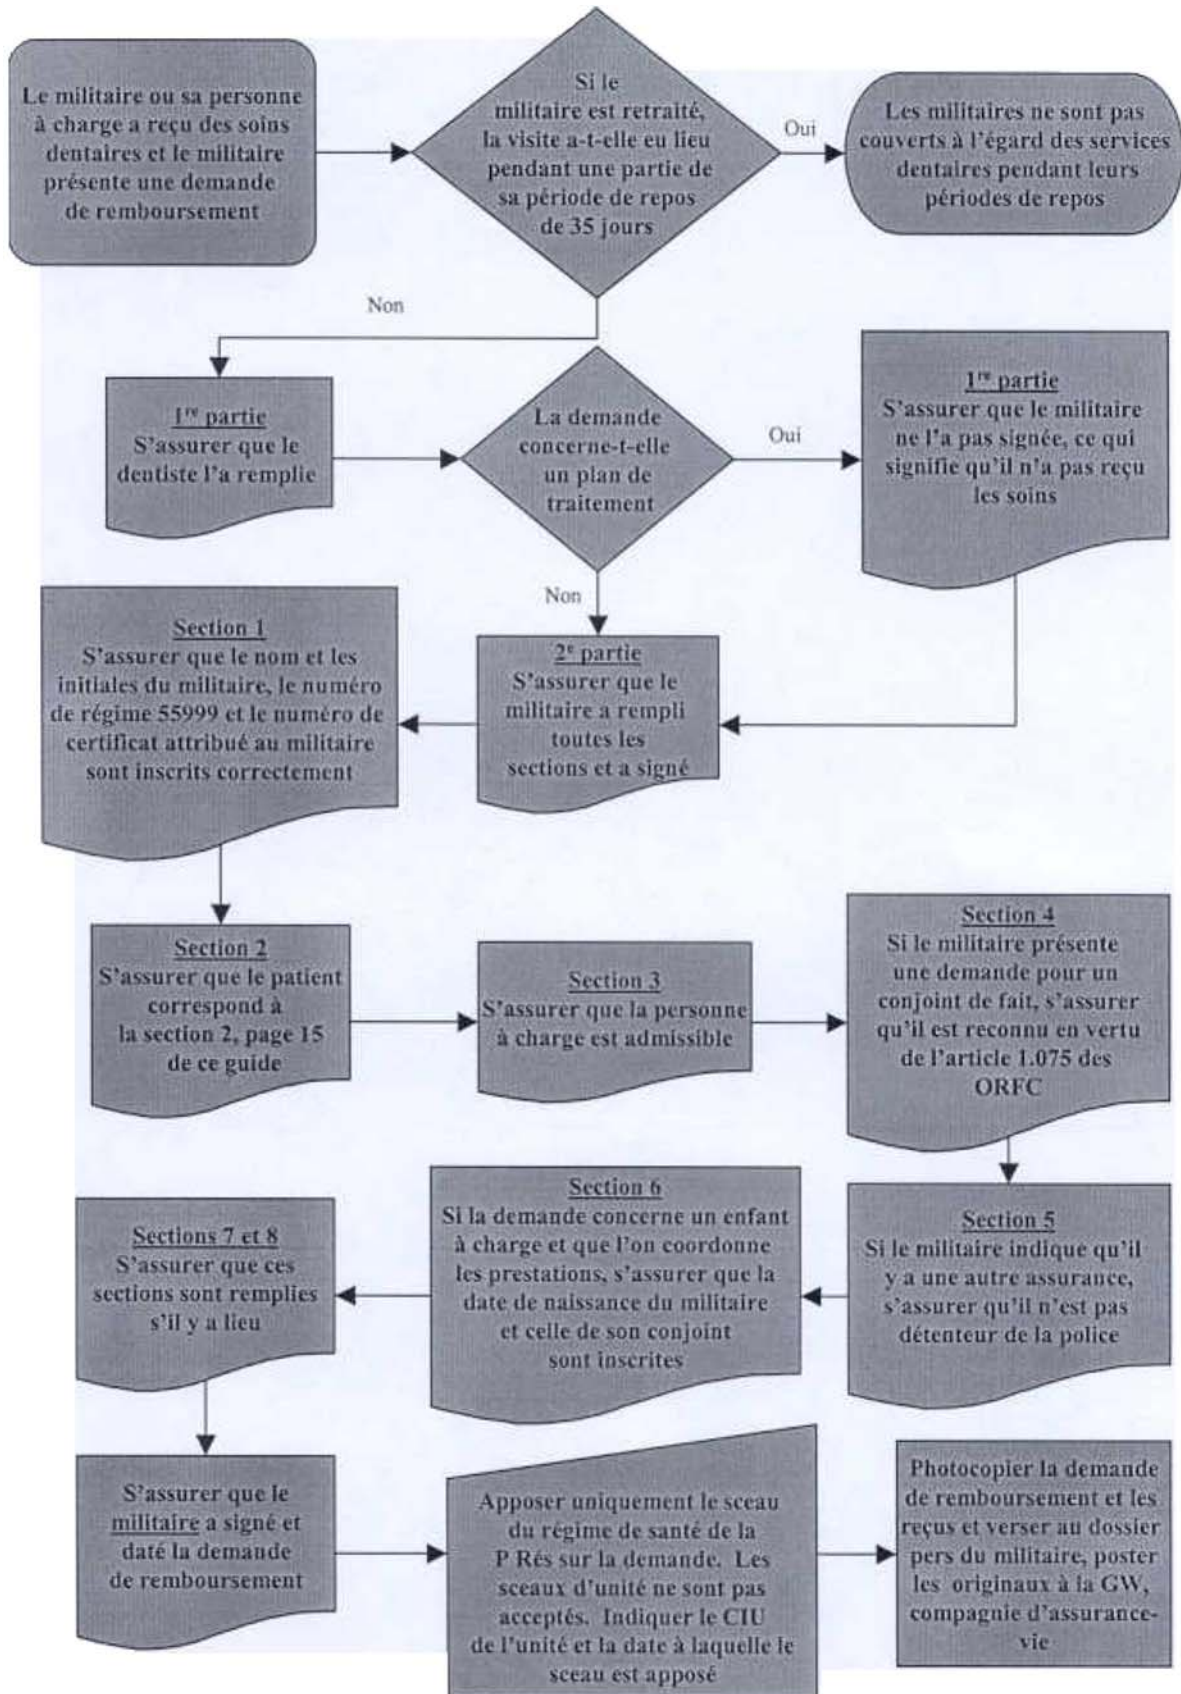 Le militaire ou sa personne
à charge a reçu des soins
dentaires et le militaire
présente une demande
de remboursement
Si le
militaire est retraité,
la visite a-t-elle eu lieu
pendant une partie de
sa période de repos
de 35 jours
Oui
Les militaires ne sont pas
couverts à l'égard des services
dentaires pendant leurs
périodes de repos
Non
1re partie
S'assurer que le
dentiste l'a remplie
La demande
concerne-t-elle
un plan de
traitement
Oui
1re partie
S'assurer que le militaire
ne l'a pas signée, ce qui
signifie qu'il n'a pas reçu
les soins
Non
2e partie
S'assurer que le
militaire a rempli
toutes les
sections et a signé
Section 1
S'assurer que le nom et les
initiales du militaire, le numéro
de régime 55999 et le numéro de
certificat attribué au militaire
sont inscrits correctement
Section 2
S'assurer que le patient
correspond à
la section 2, page 15
de ce guide
Section 3
S'assurer que la personne
à charge est admissible
Section 4
Si le militaire présente
une demande pour un
conjoint de fait, s'assurer
qu'il est reconnu en vertu
de l'article 1.075 des
ORFC
Section 5
Si le militaire indique qu'il
y a une autre assurance,
s'assurer qu'il n'est pas
détenteur de la police
Section 6
Si la demande concerne un enfant
à charge et que l'on coordonne
les prestations, s'assurer que la
date de naissance du militaire
et celle de son conjoint
sont inscrites
Sections 7 et 8
S'assurer que ces
sections sont remplies
s'il y a lieu
S'assurer que le
militaire a signé et
daté la demande
de remboursement
Apposer uniquement le sceau
du régime de santé de la
P Rés sur la demande. Les
sceaux d'unité ne sont pas
acceptés. Indiquer le CIU
de l'unité et la date à laquelle le
sceau est apposé
Photocopier la demande
de remboursement et les
reçus et verser au dossier
pers du militaire, poster
les originaux à la GW,
compagnie d'assurance-
vie